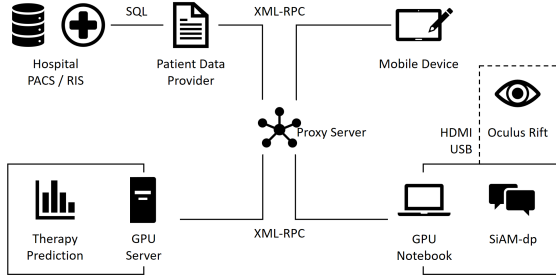 SQL
XML-RPC
Hospital
PACS / RIS
Patient Data
Provider
Mobile Device
Proxy Server
HDMI
USB
Oculus Rift
Therapy
Prediction
GPU
Server
XML-RPC
GPU
Notebook
SiAM-dp